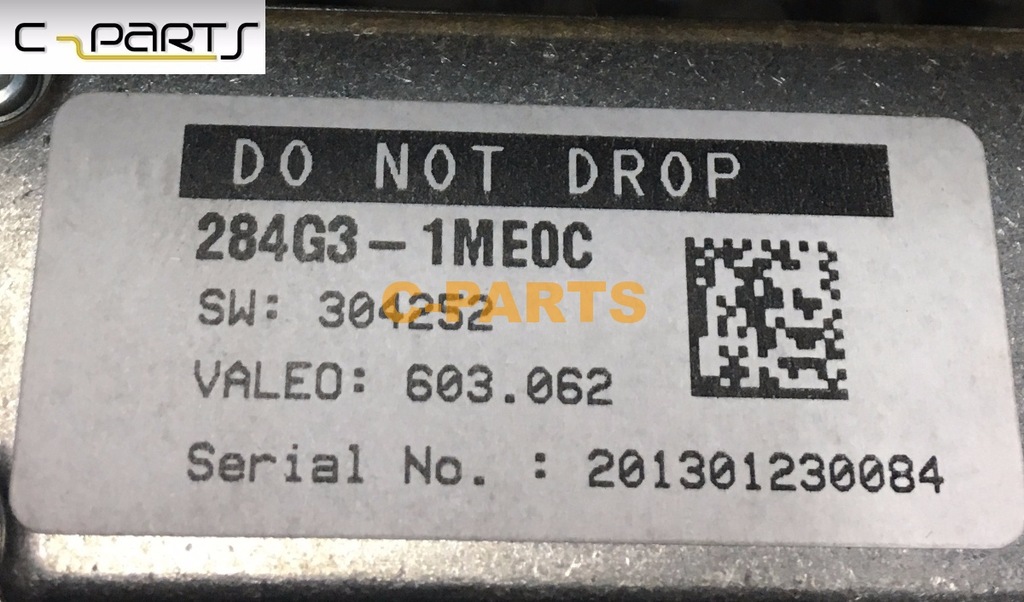 C-PARTS
DO NOT DROP
284G3-1ME0C
SW: 304252
C-PARTS
VALEO: 603.062
Serial No. : 201301230084